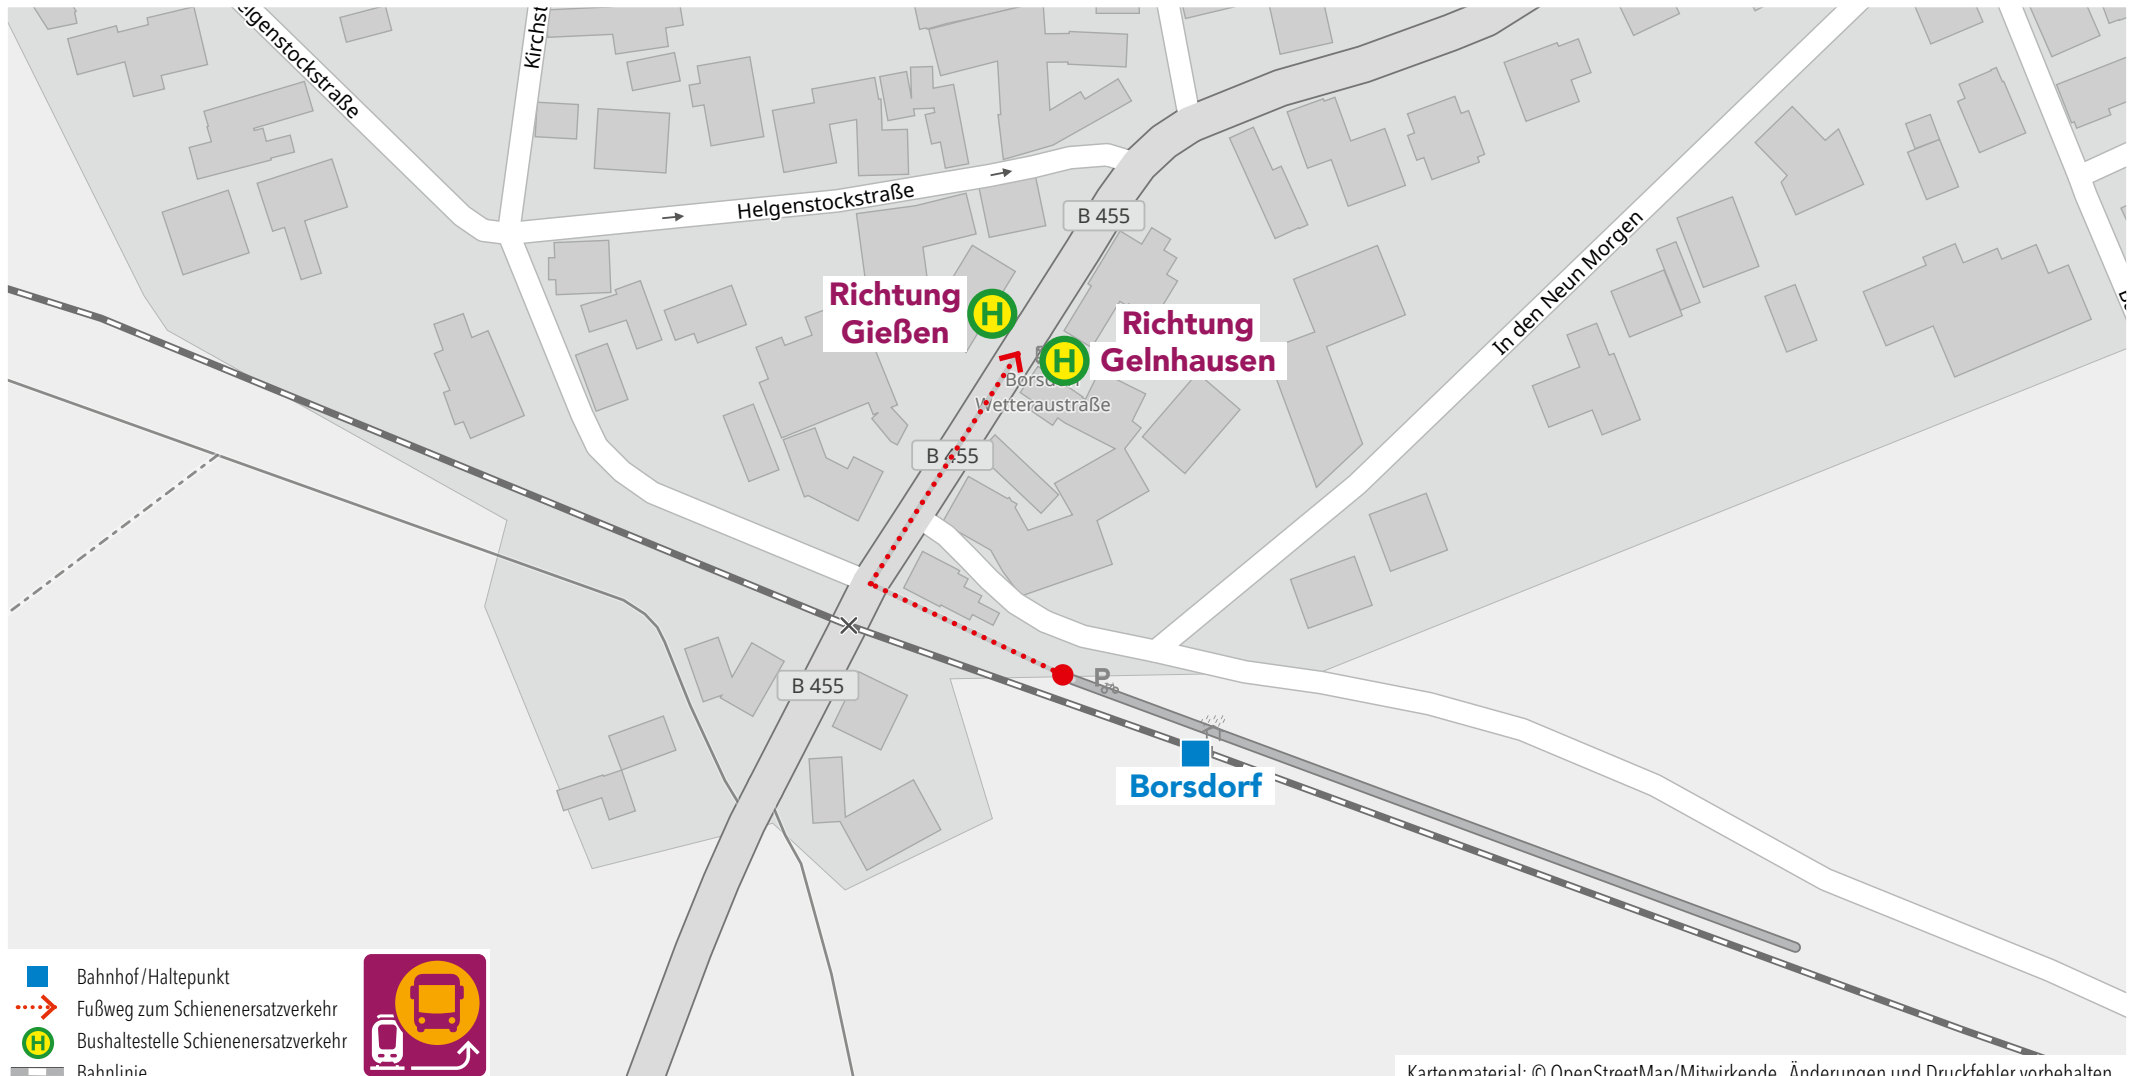 elgenstockstraße
Kirchst
Helgenstockstraße
B 455
In den Neun Morgen
Richtung
Gießen
H
Richtung
Gelnhausen
H
Wetteraustraße
B 455
B 455
P
Borsdorf
Bahnhof/Haltepunkt
Fußweg zum Schienenersatzverkehr
H
Bushaltestelle Schienenersatzverkehr
Bahnlinie
Kartenmaterial: © OpenStreetMap/Mitwirkende, Änderungen und Druckfehler vorbehalten